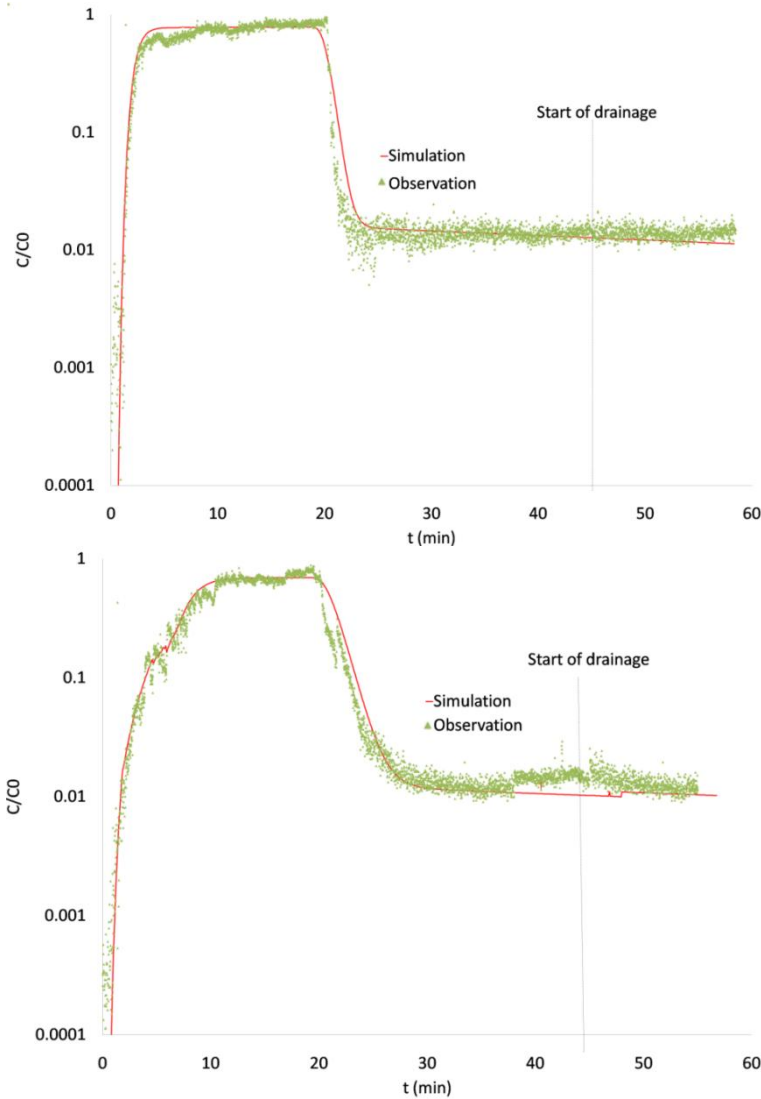 1
Start of drainage
0.1
–Simulation
Observation
C/C0
0.01
0.001
0.0001
0 10 20 30 40 50 60
t (min)
1
Start of drainage
0.1
–Simulation
Observation
C/C0
0.01
0.001
0.0001
0 10 20 30 40 50 60
t (min)